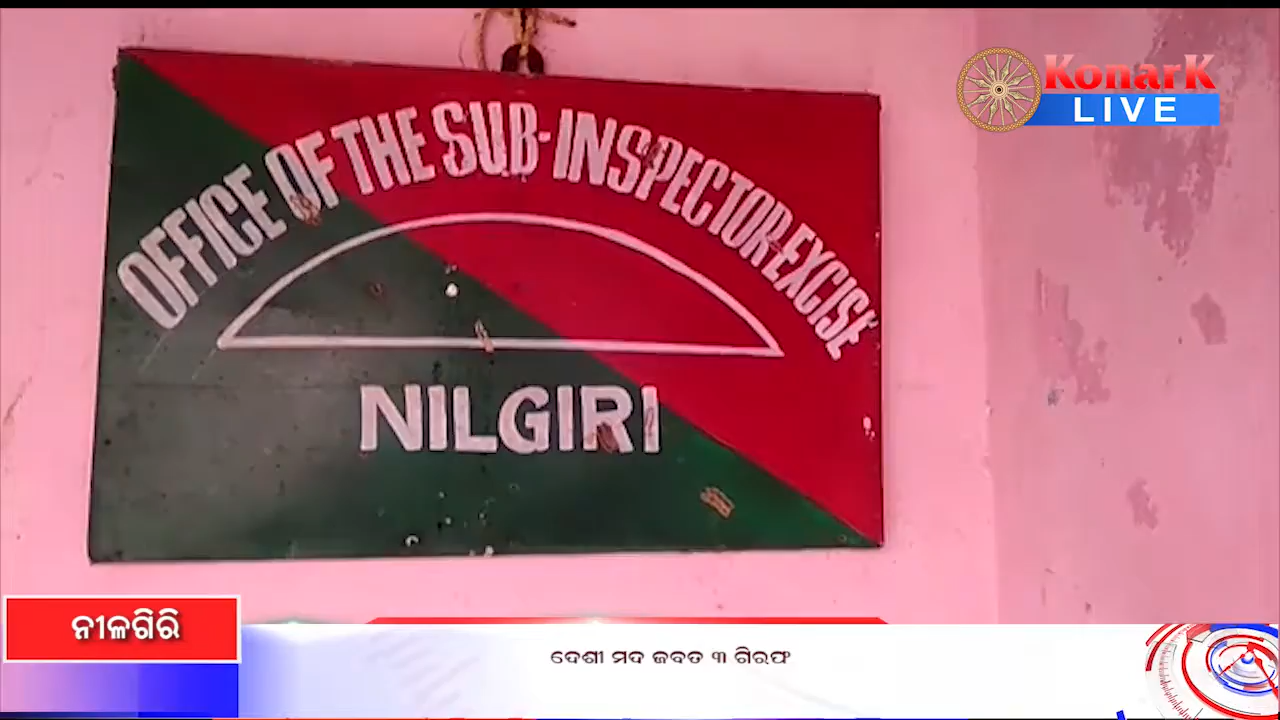 KonarK
LIVE
OFFICE OF THE SUB-INSPECTOR EXCISE
NILGIRI
ନୀଳଗିରି
ଦେଶୀ ମଦ ଜବତ ୩ ଗିରଫ